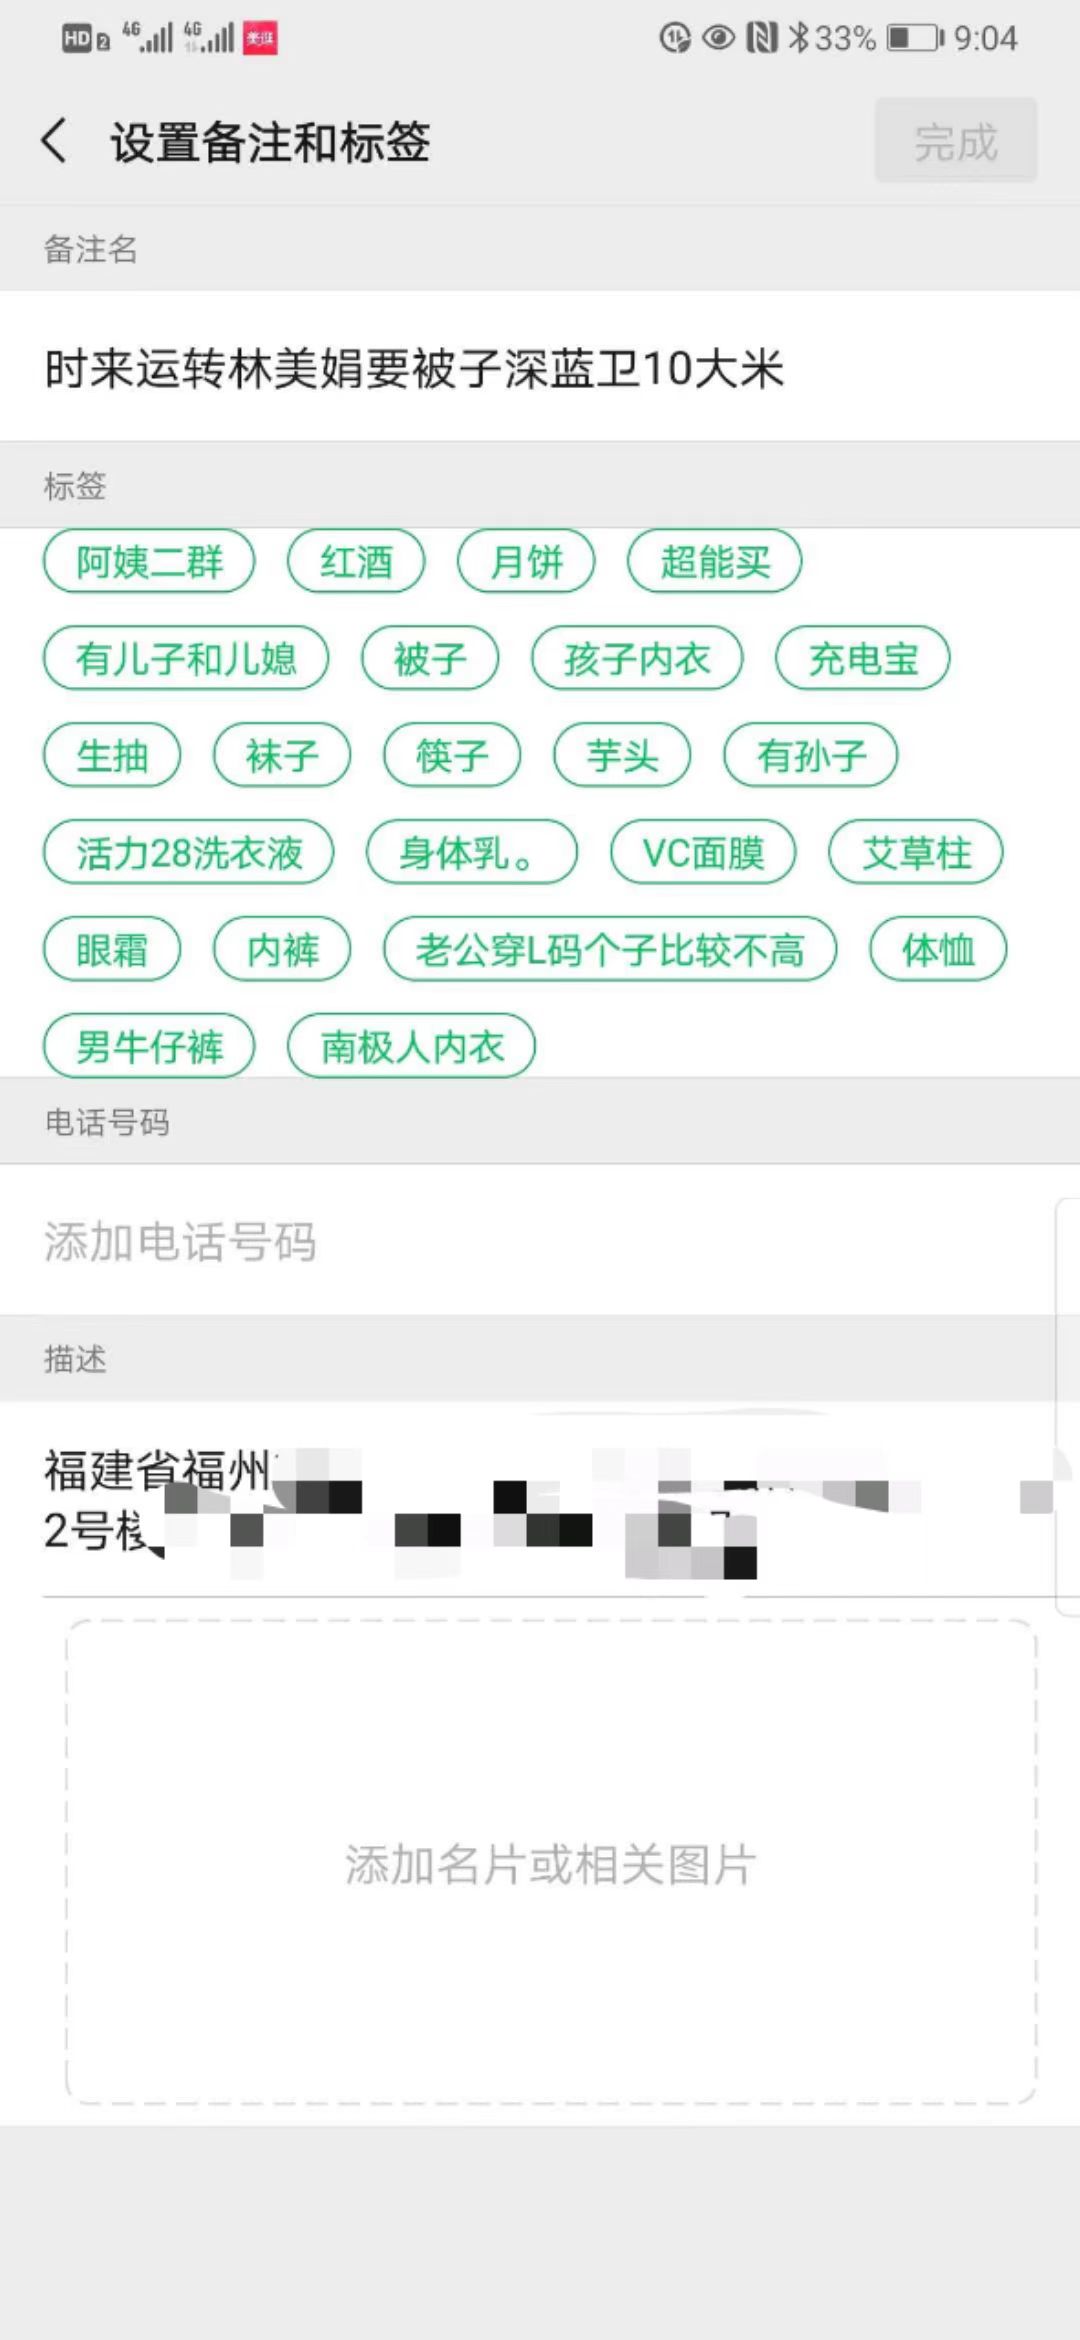 HD 2 4G 4G 美逛 33% 9:04
设置备注和标签 完成
备注名
时来运转林美娟要被子深蓝卫10大米
标签
阿姨二群 红酒 月饼 超能买
有儿子和儿媳 被子 孩子内衣 充电宝
生抽 袜子 筷子 芋头 有孙子
活力28洗衣液 身体乳。 VC面膜 艾草柱
眼霜 内裤 老公穿L码个子比较不高 体恤
男牛仔裤 南极人内衣
电话号码
添加电话号码
描述
福建省福州
2号楼
添加名片或相关图片